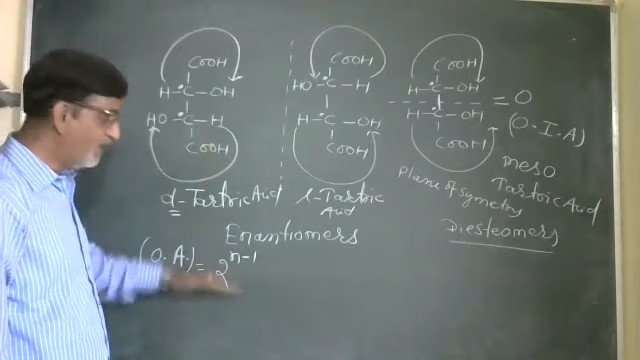 COOH
H-C-OH
HO-C-H
COOH
d-Tartaric Acid
COOH
HO-C-H
H-C-OH
COOH
l-Tartaric
Acid
COOH
H-C-OH
H-C-OH
COOH
= 0
(O.I.A)
meso
Tartaric Acid
Plane of symmetry
Enantiomers
Diesteomers
(O.A.) = 2^{n-1}